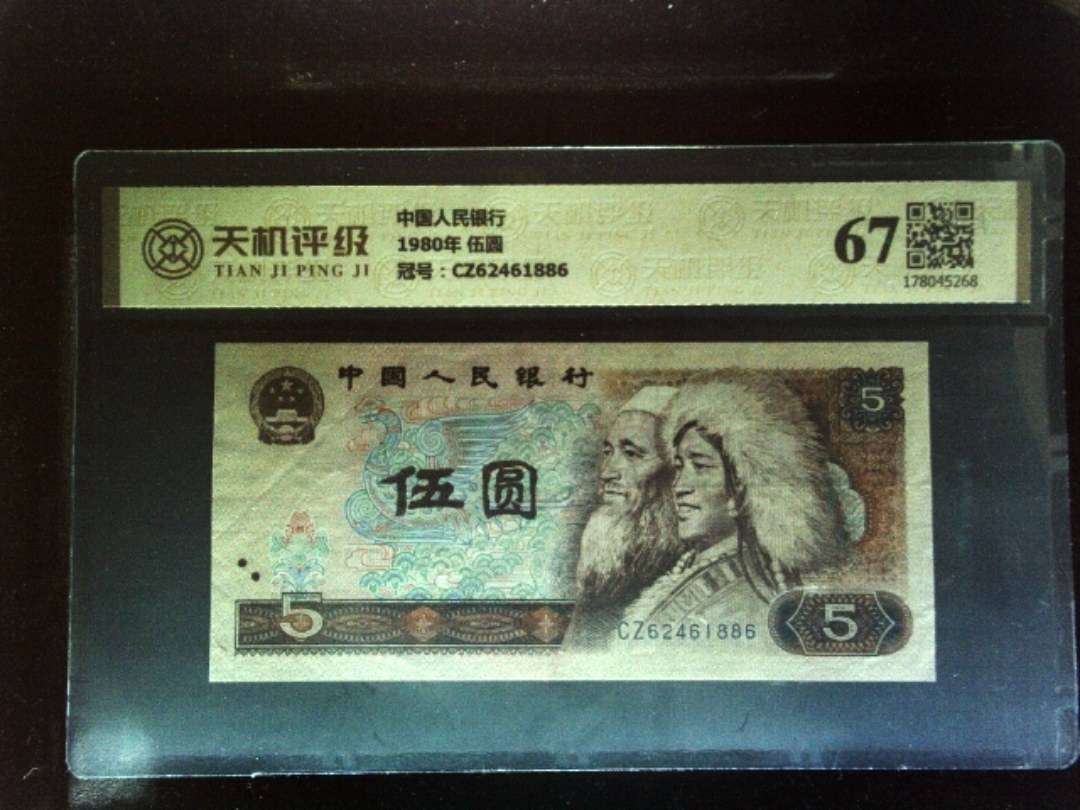 天机评级
TIAN JI PING JI
中国人民银行
1980年 伍圆
冠号：CZ62461886
67
178045268
中国人民银行
5
伍圆
5
CZ62461886
5